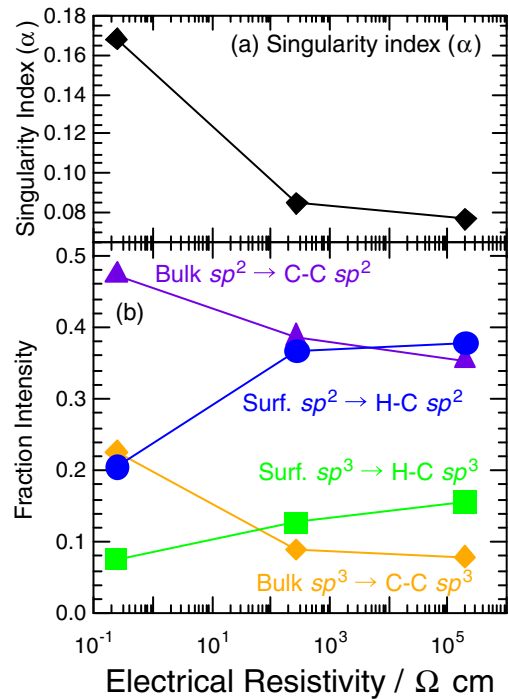 0.18
(a) Singularity index (α)
0.16
0.14
0.12
0.10
0.08
Singularity Index (α)
0.5
Bulk sp² → C-C sp²
(b)
0.4
Surf. sp² → H-C sp²
0.3
0.2
Surf. sp³ → H-C sp³
0.1
Bulk sp³ → C-C sp³
0.0
Fraction Intensity
10⁻¹ 10¹ 10³ 10⁵
Electrical Resistivity / Ω cm